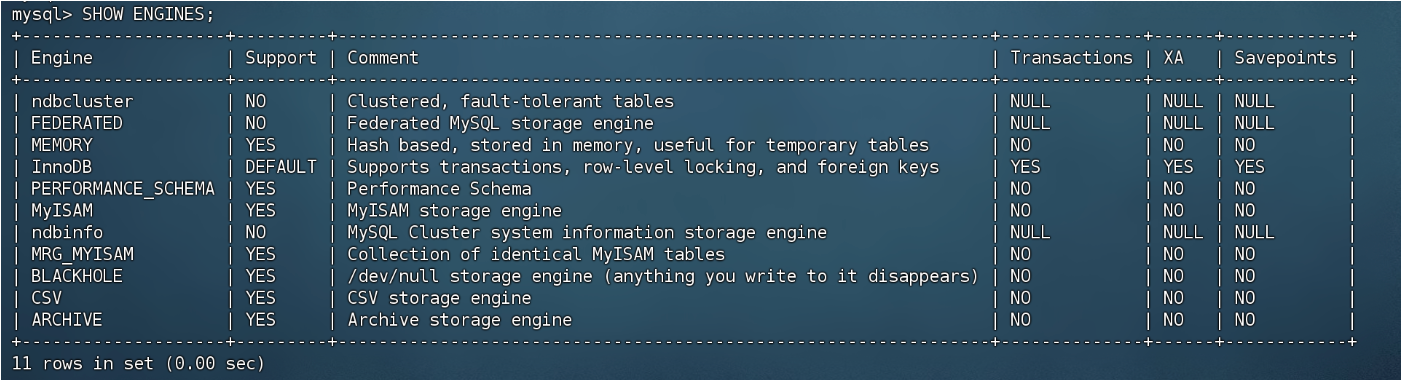 mysql> SHOW ENGINES;
+--------------------+---------+----------------------------------------------------------------+--------------+------+------------+
| Engine             | Support | Comment                                                        | Transactions | XA   | Savepoints |
+--------------------+---------+----------------------------------------------------------------+--------------+------+------------+
| ndbcluster         | NO      | Clustered, fault-tolerant tables                               | NULL         | NULL | NULL       |
| FEDERATED          | NO      | Federated MySQL storage engine                                 | NULL         | NULL | NULL       |
| MEMORY             | YES     | Hash based, stored in memory, useful for temporary tables      | NO           | NO   | NO         |
| InnoDB             | DEFAULT | Supports transactions, row-level locking, and foreign keys     | YES          | YES  | YES        |
| PERFORMANCE_SCHEMA | YES     | Performance Schema                                             | NO           | NO   | NO         |
| MyISAM             | YES     | MyISAM storage engine                                          | NO           | NO   | NO         |
| ndbinfo            | NO      | MySQL Cluster system information storage engine                | NULL         | NULL | NULL       |
| MRG_MYISAM         | YES     | Collection of identical MyISAM tables                          | NO           | NO   | NO         |
| BLACKHOLE          | YES     | /dev/null storage engine (anything you write to it disappears) | NO           | NO   | NO         |
| CSV                | YES     | CSV storage engine                                             | NO           | NO   | NO         |
| ARCHIVE            | YES     | Archive storage engine                                         | NO           | NO   | NO         |
+--------------------+---------+----------------------------------------------------------------+--------------+------+------------+
11 rows in set (0.00 sec)